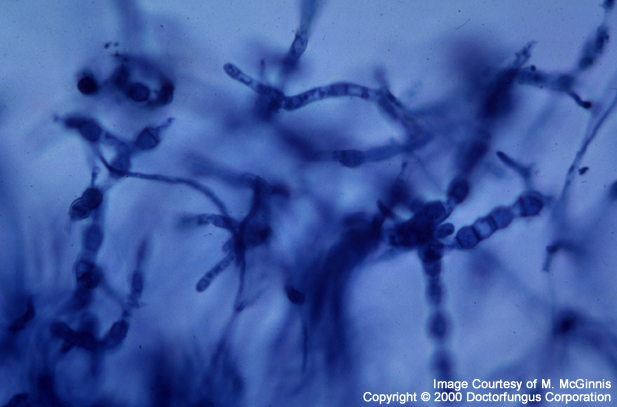 Image Courtesy of M. McGinnis
Copyright © 2000 Doctorfungus Corporation